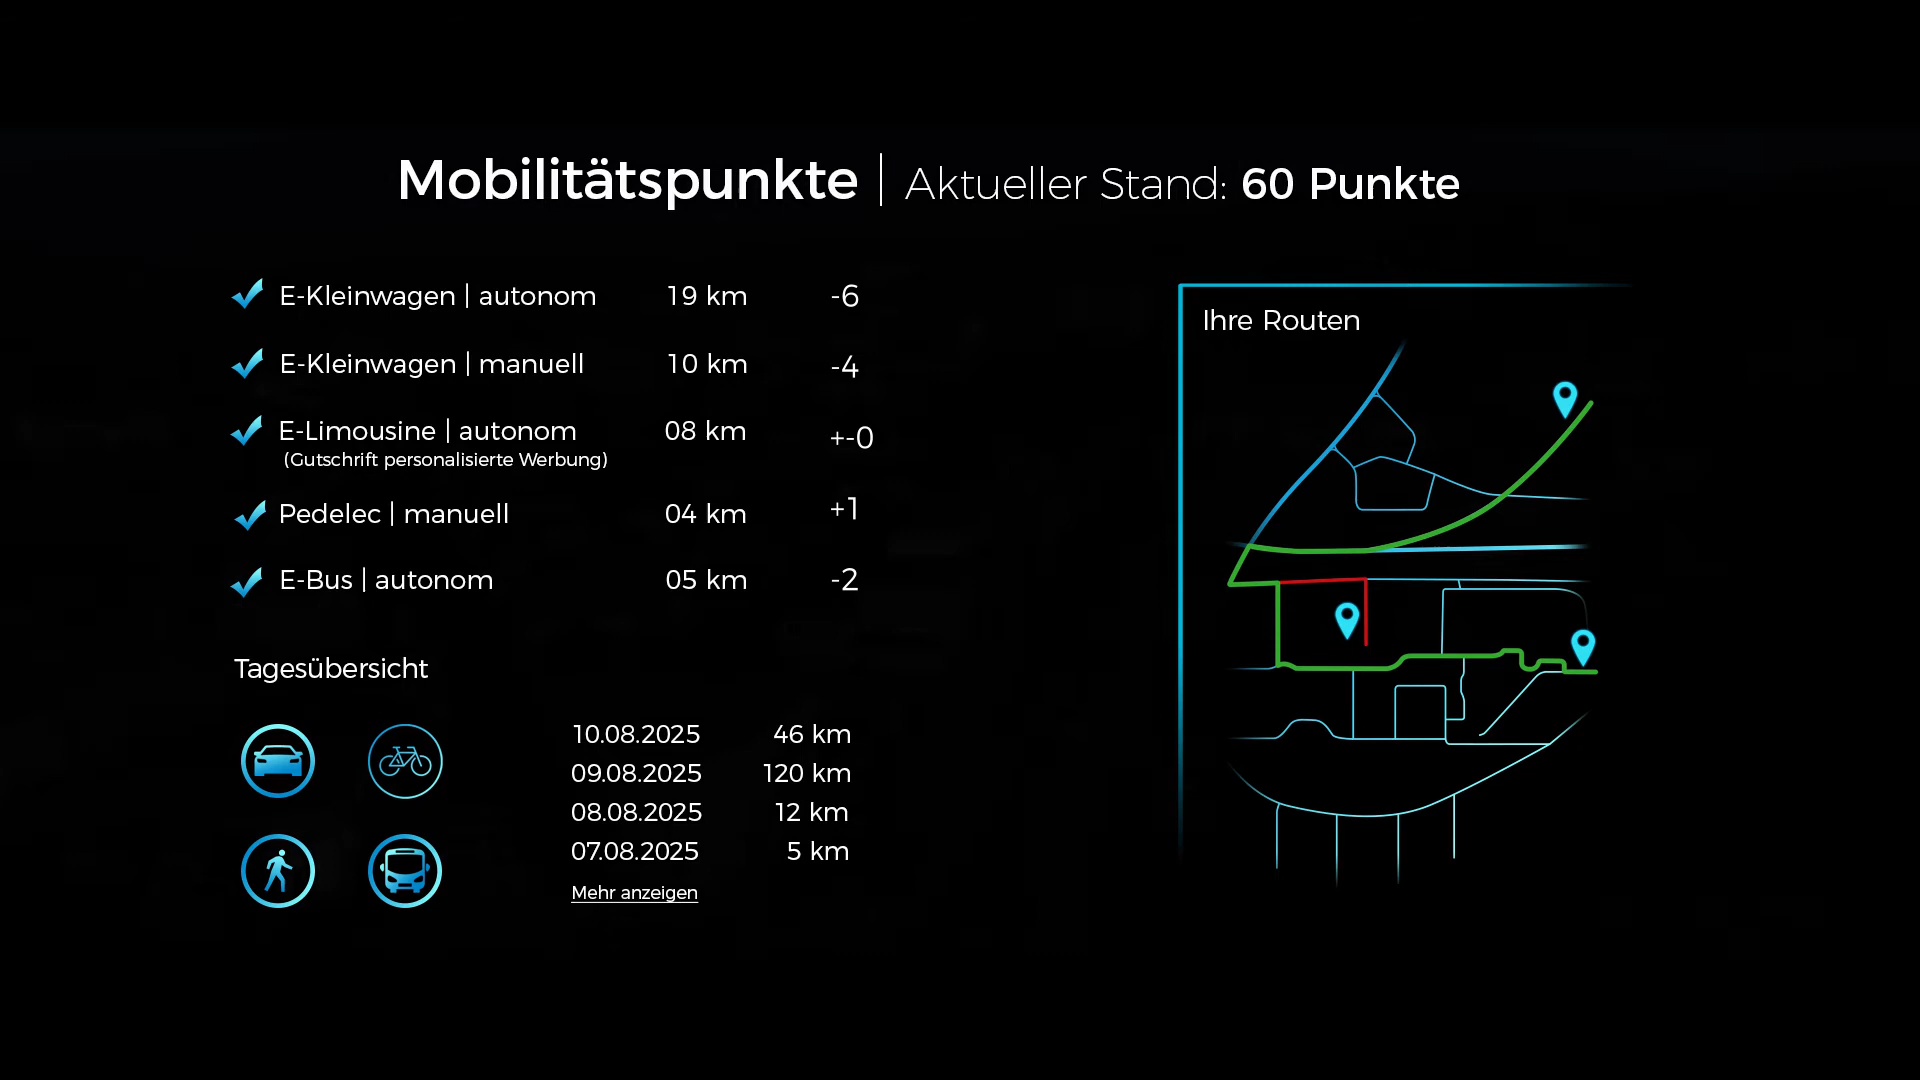 Mobilitätspunkte | Aktueller Stand: 60 Punkte
E-Kleinwagen | autonom 19 km -6
E-Kleinwagen | manuell 10 km -4
E-Limousine | autonom 08 km +-0
(Gutschrift personalisierte Werbung)
Pedelec | manuell 04 km +1
E-Bus | autonom 05 km -2
Tagesübersicht
10.08.2025 46 km
09.08.2025 120 km
08.08.2025 12 km
07.08.2025 5 km
Mehr anzeigen
Ihre Routen